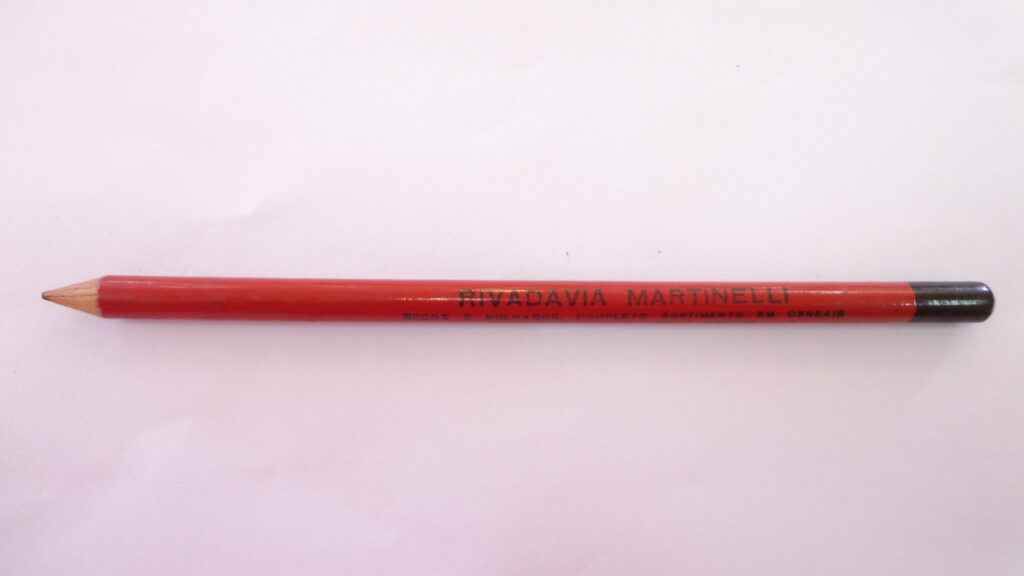 RIVADAVIA MARTINELLI
SECOS E MOLHADOS, COMPLETO SORTIMENTO EM CEREAIS